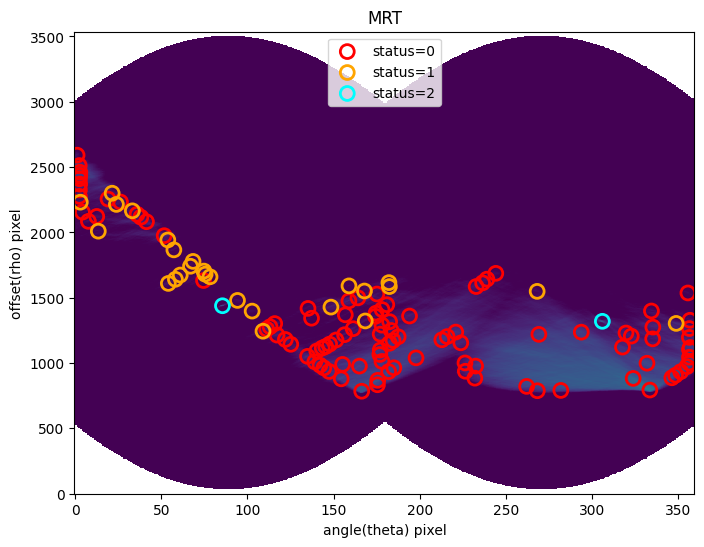 MRT
status=0
status=1
status=2
offset(rho) pixel
3500
3000
2500
2000
1500
1000
500
0
0 50 100 150 200 250 300 350
angle(theta) pixel